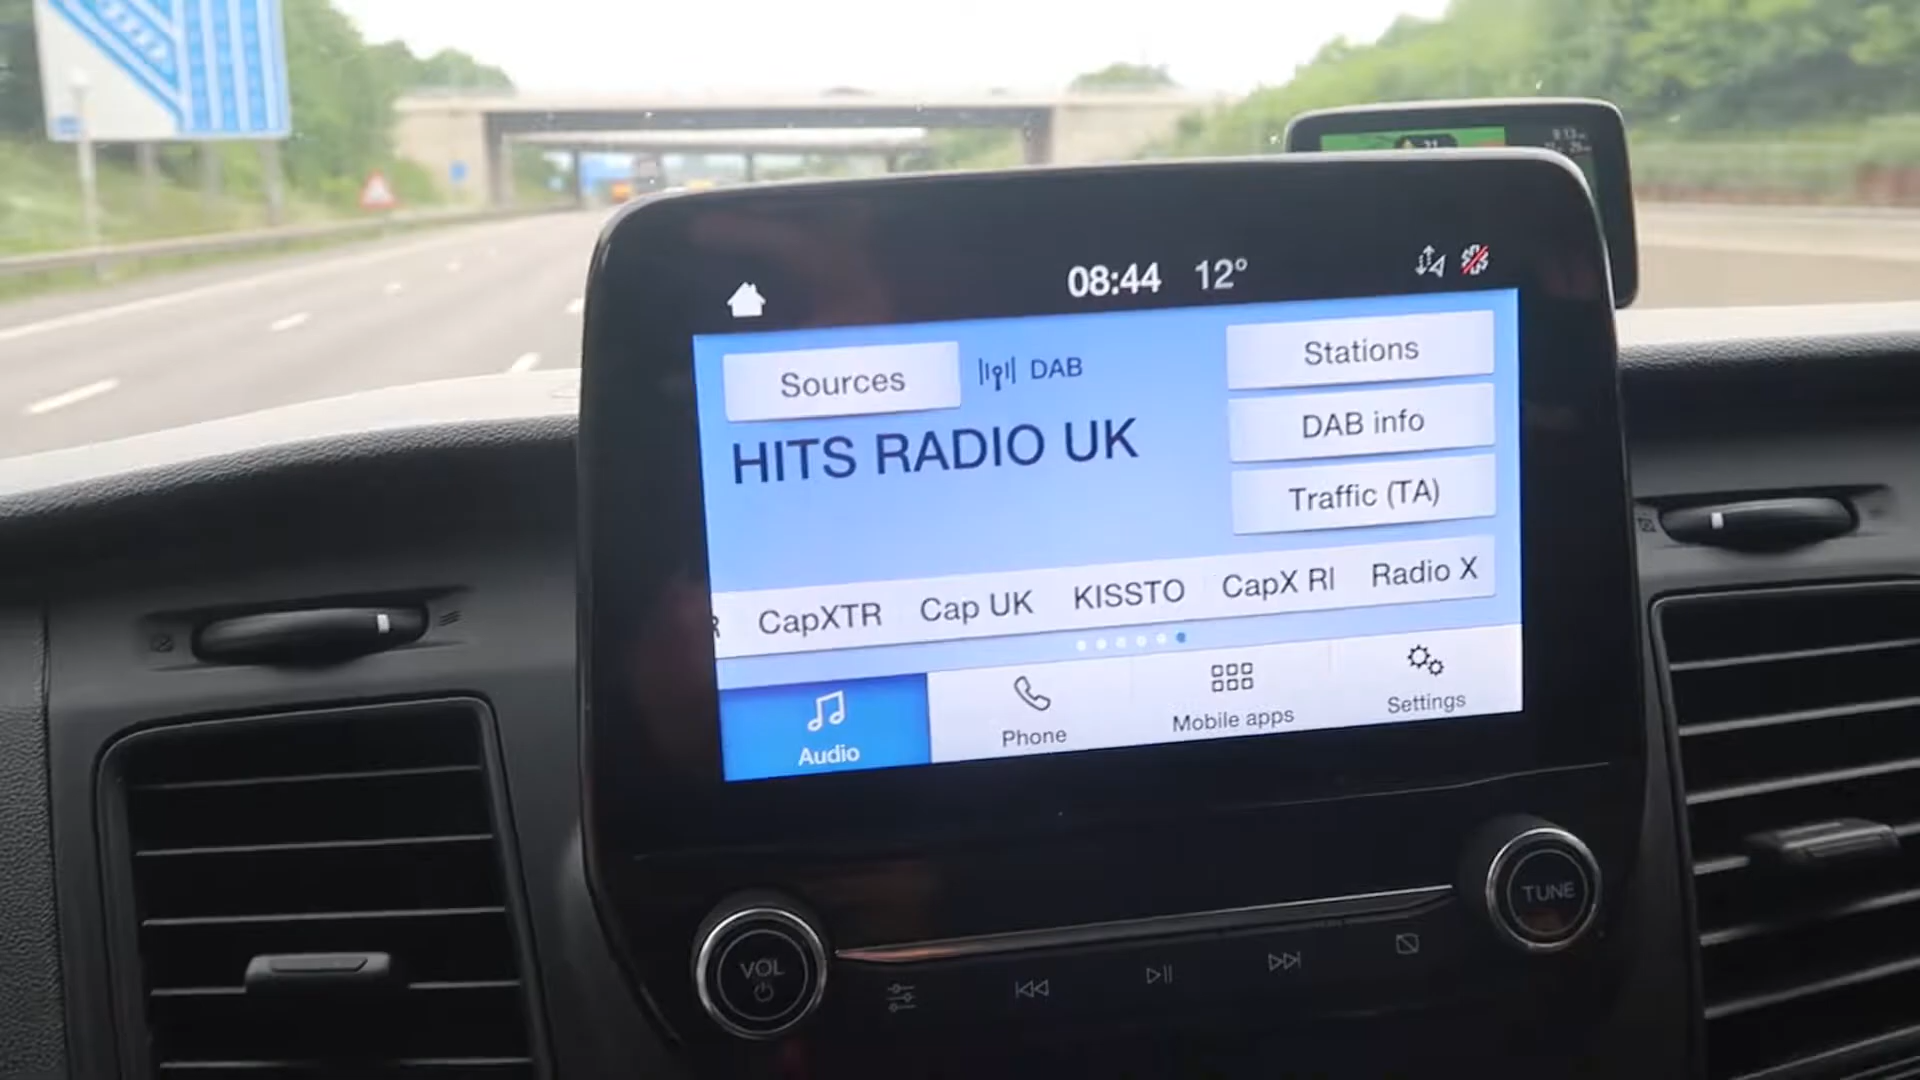 08:44 12°
Sources
DAB
Stations
HITS RADIO UK
DAB info
Traffic (TA)
CapXTR Cap UK KISSTO CapX RI Radio X
Audio
Phone
Mobile apps
Settings
VOL
TUNE